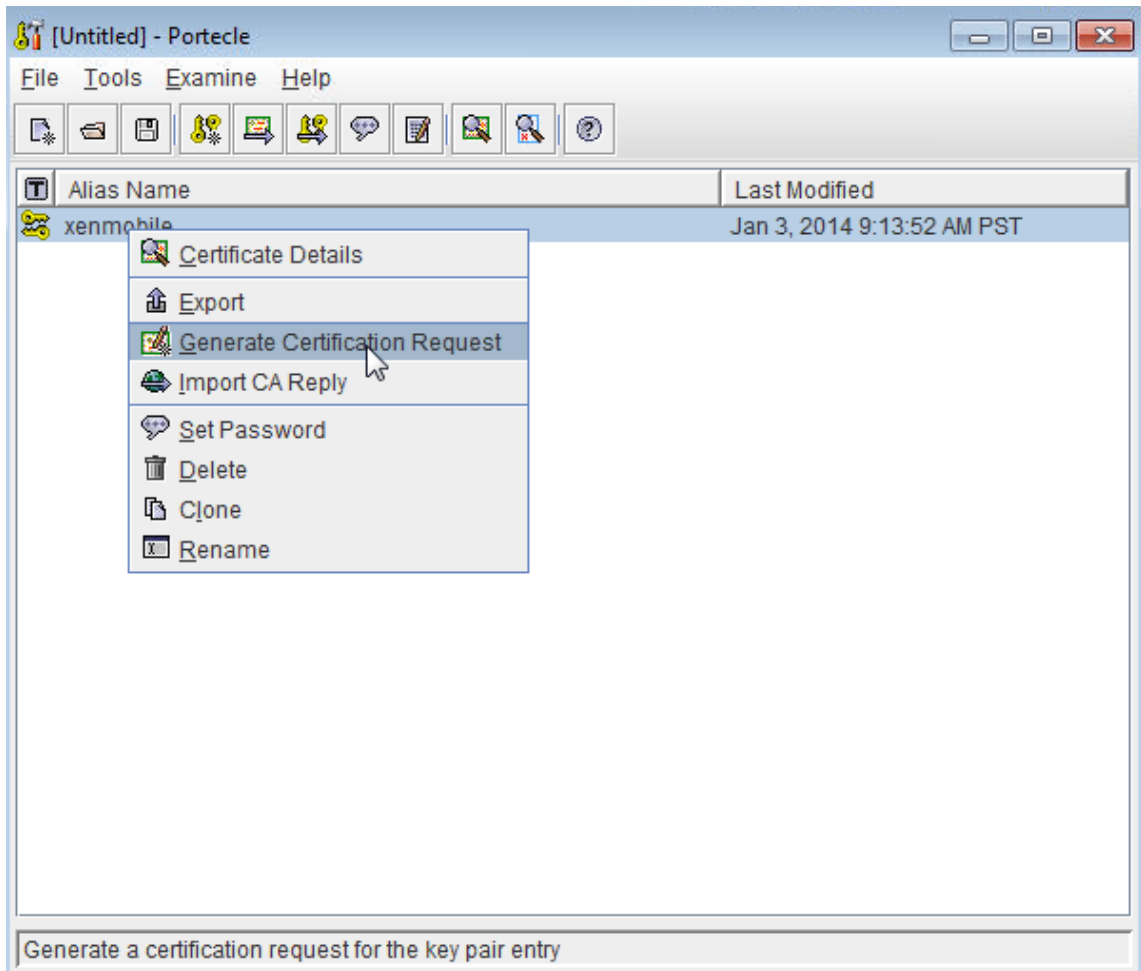 [Untitled] - Portecle
File Tools Examine Help
T Alias Name Last Modified
xenmobile Jan 3, 2014 9:13:52 AM PST
Certificate Details
Export
Generate Certification Request
Import CA Reply
Set Password
Delete
Clone
Rename
Generate a certification request for the key pair entry